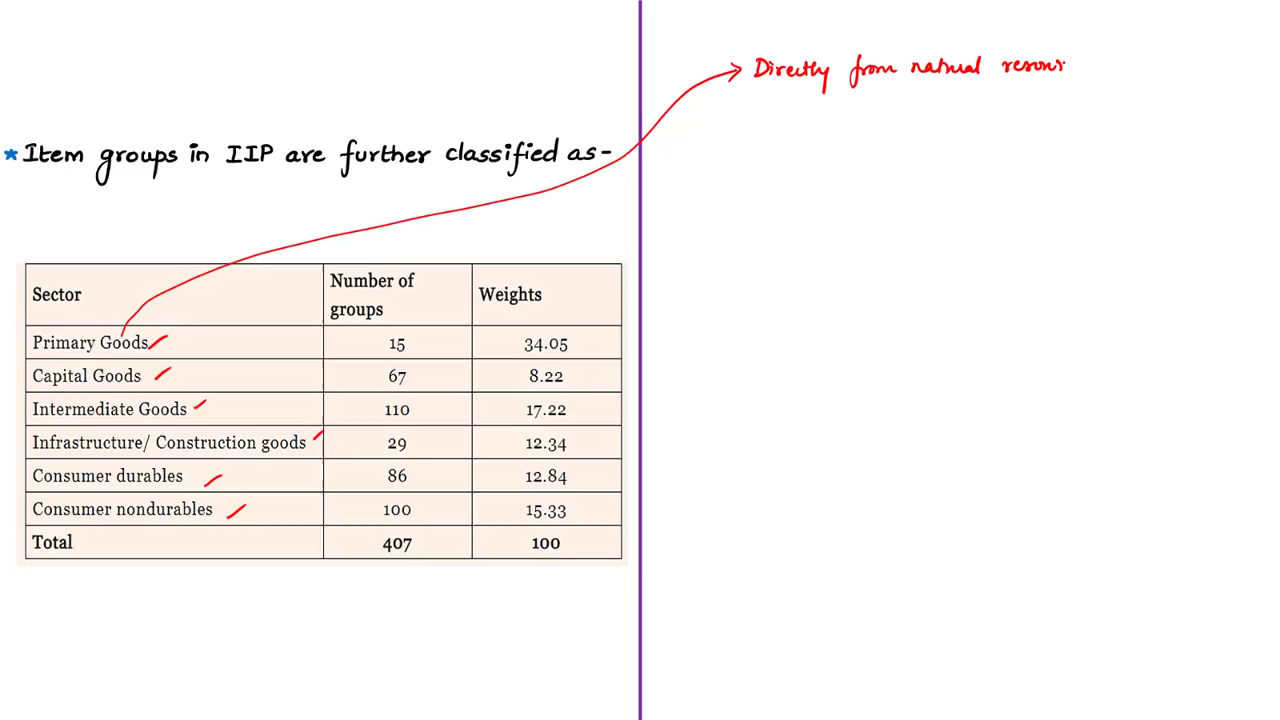 Directly from natural resour
*Item groups in IIP are further classified as-
Sector Number of groups Weights
Primary Goods 15 34.05
Capital Goods 67 8.22
Intermediate Goods 110 17.22
Infrastructure/ Construction goods 29 12.34
Consumer durables 86 12.84
Consumer nondurables 100 15.33
Total 407 100